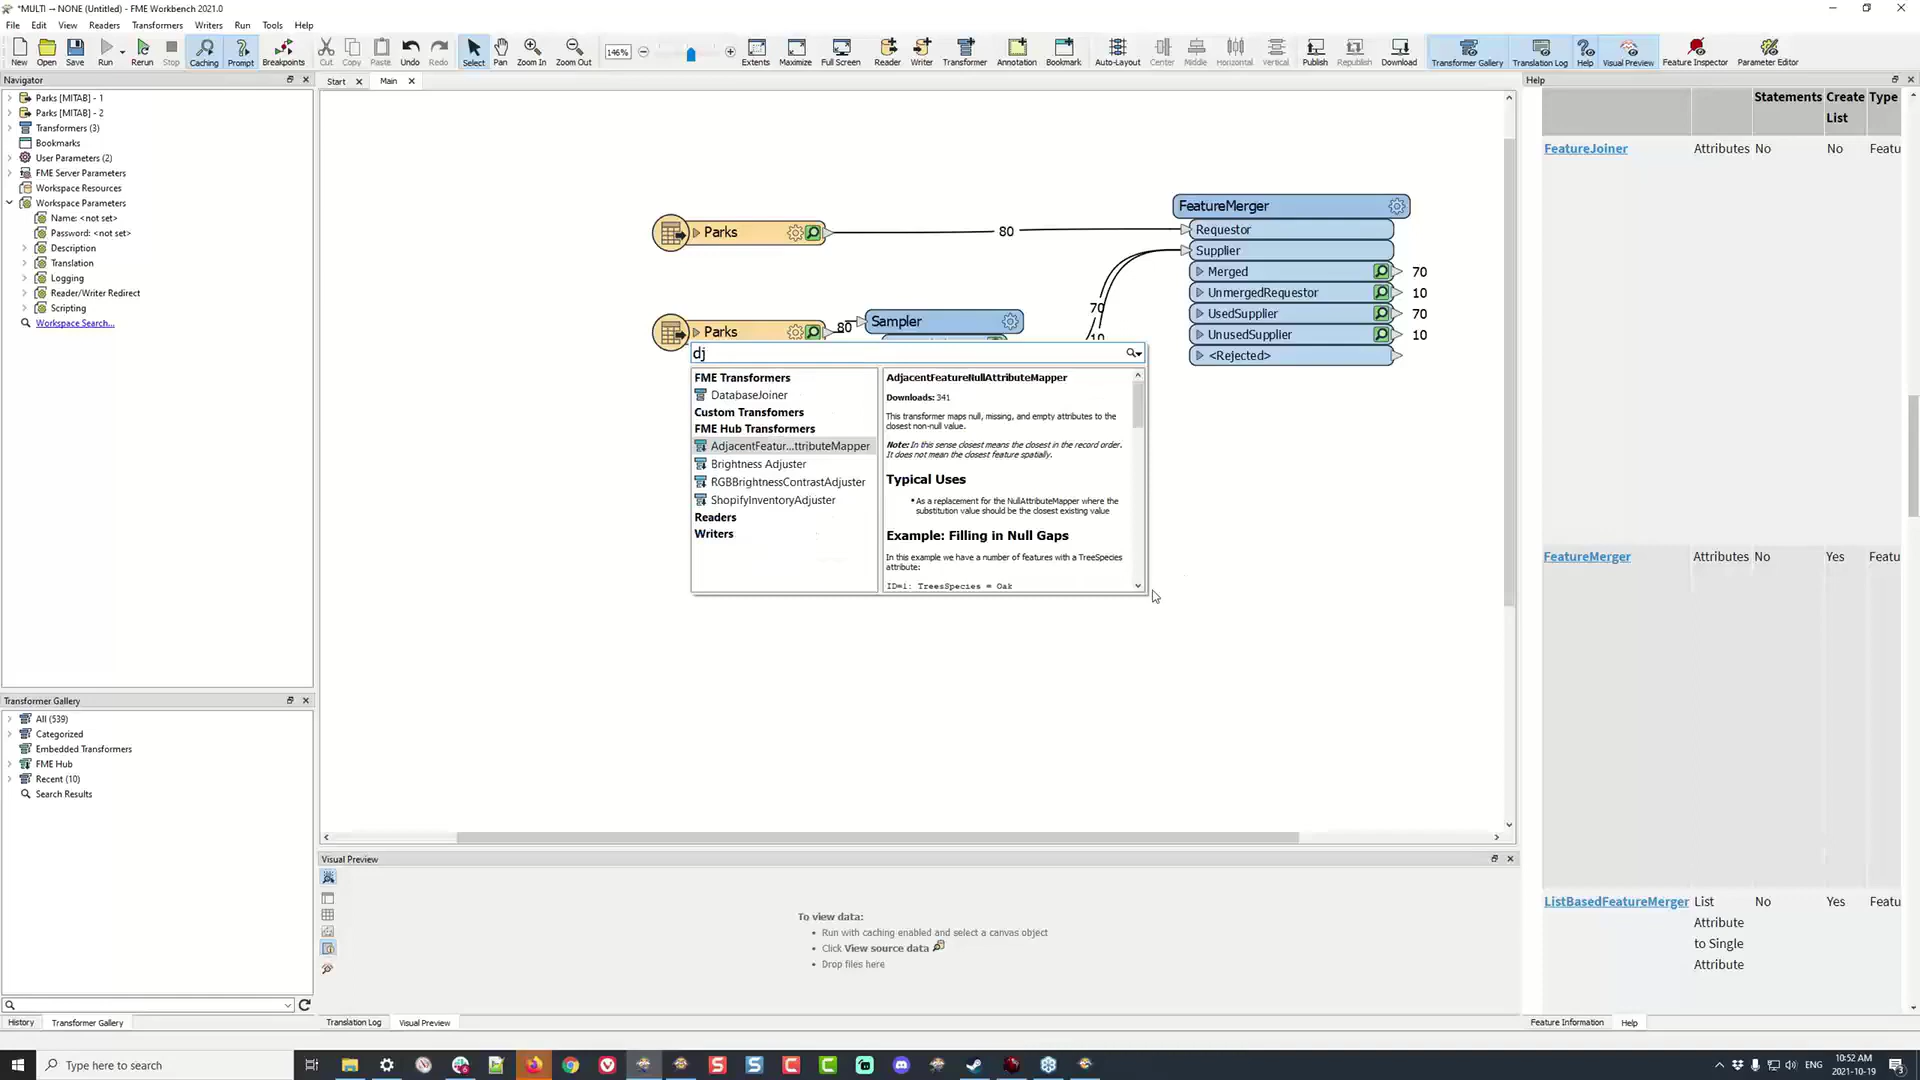 *MULTI → NONE (Untitled) - FME Workbench 2021.0
File Edit View Readers Transformers Writers Run Tools Help
New Open Save Run Rerun Stop Caching Prompt Breakpoints Cut Copy Paste Undo Redo Select Pan Zoom In Zoom Out 146% Extents Maximize Full Screen Reader Writer Transformer Annotation Bookmark Auto-Layout Center Middle Horizontal Vertical Publish Republish Download Transformer Gallery Translation Log Help Visual Preview Feature Inspector Parameter Editor
Navigator
Parks [MITAB] - 1
Parks [MITAB] - 2
Transformers (3)
Bookmarks
User Parameters (2)
FME Server Parameters
Workspace Resources
Workspace Parameters
Name: <not set>
Password: <not set>
Description
Translation
Logging
Reader/Writer Redirect
Scripting
Workspace Search...
Transformer Gallery
All (539)
Categorized
Embedded Transformers
FME Hub
Recent (10)
Search Results
History Transformer Gallery
Start Main
Parks
80
FeatureMerger
Requestor
Supplier
Merged 70
UnmergedRequestor 10
UsedSupplier 70
UnusedSupplier 10
<Rejected>
70
10
Parks
80
Sampler
dj
FME Transformers
DatabaseJoiner
Custom Transfomers
FME Hub Transformers
AdjacentFeatur...ttributeMapper
Brightness Adjuster
RGBBrightnessContrastAdjuster
ShopifyInventoryAdjuster
Readers
Writers
AdjacentFeatureNullAttributeMapper
Downloads: 341
This transformer maps null, missing, and empty attributes to the
closest non-null value.
Note: In this sense closest means the closest in the record order.
It does not mean the closest feature spatially.
Typical Uses
• As a replacement for the NullAttributeMapper where the
substitution value should be the closest existing value
Example: Filling in Null Gaps
In this example we have a number of features with a TreeSpecies
attribute:
ID=1: TreesSpecies = Oak
Visual Preview
To view data:
• Run with caching enabled and select a canvas object
• Click View source data
• Drop files here
Translation Log Visual Preview
Help
Statements Create Type
List
FeatureJoiner Attributes No No Featu
FeatureMerger Attributes No Yes Featu
ListBasedFeatureMerger List No Yes Featu
Attribute
to Single
Attribute
Feature Information Help
Type here to search
ENG
10:52 AM
2021-10-19
3